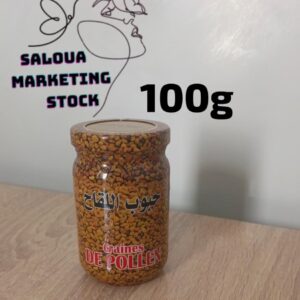 SALOUA
MARKETING
STOCK
100g
حبوب اللقاح
Graines
DE POLLEN